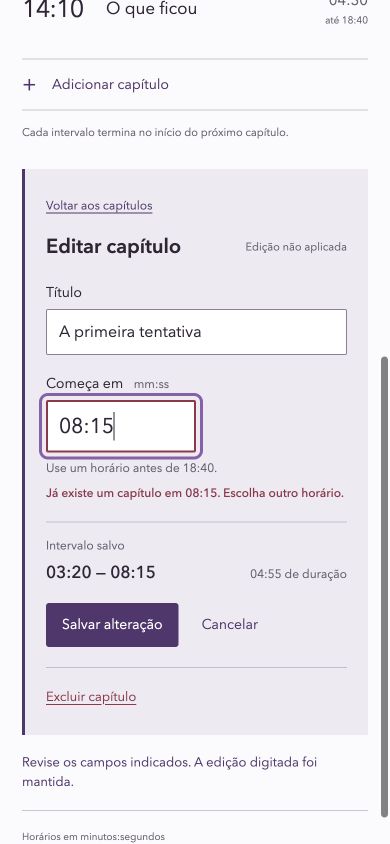 14:10 O que ficou 04:30
até 18:40
+ Adicionar capítulo
Cada intervalo termina no início do próximo capítulo.
Voltar aos capítulos
Editar capítulo Edição não aplicada
Título
A primeira tentativa
Começa em mm:ss
08:15
Use um horário antes de 18:40.
Já existe um capítulo em 08:15. Escolha outro horário.
Intervalo salvo
03:20 – 08:15 04:55 de duração
Salvar alteração Cancelar
Excluir capítulo
Revise os campos indicados. A edição digitada foi
mantida.
Horários em minutos:segundos